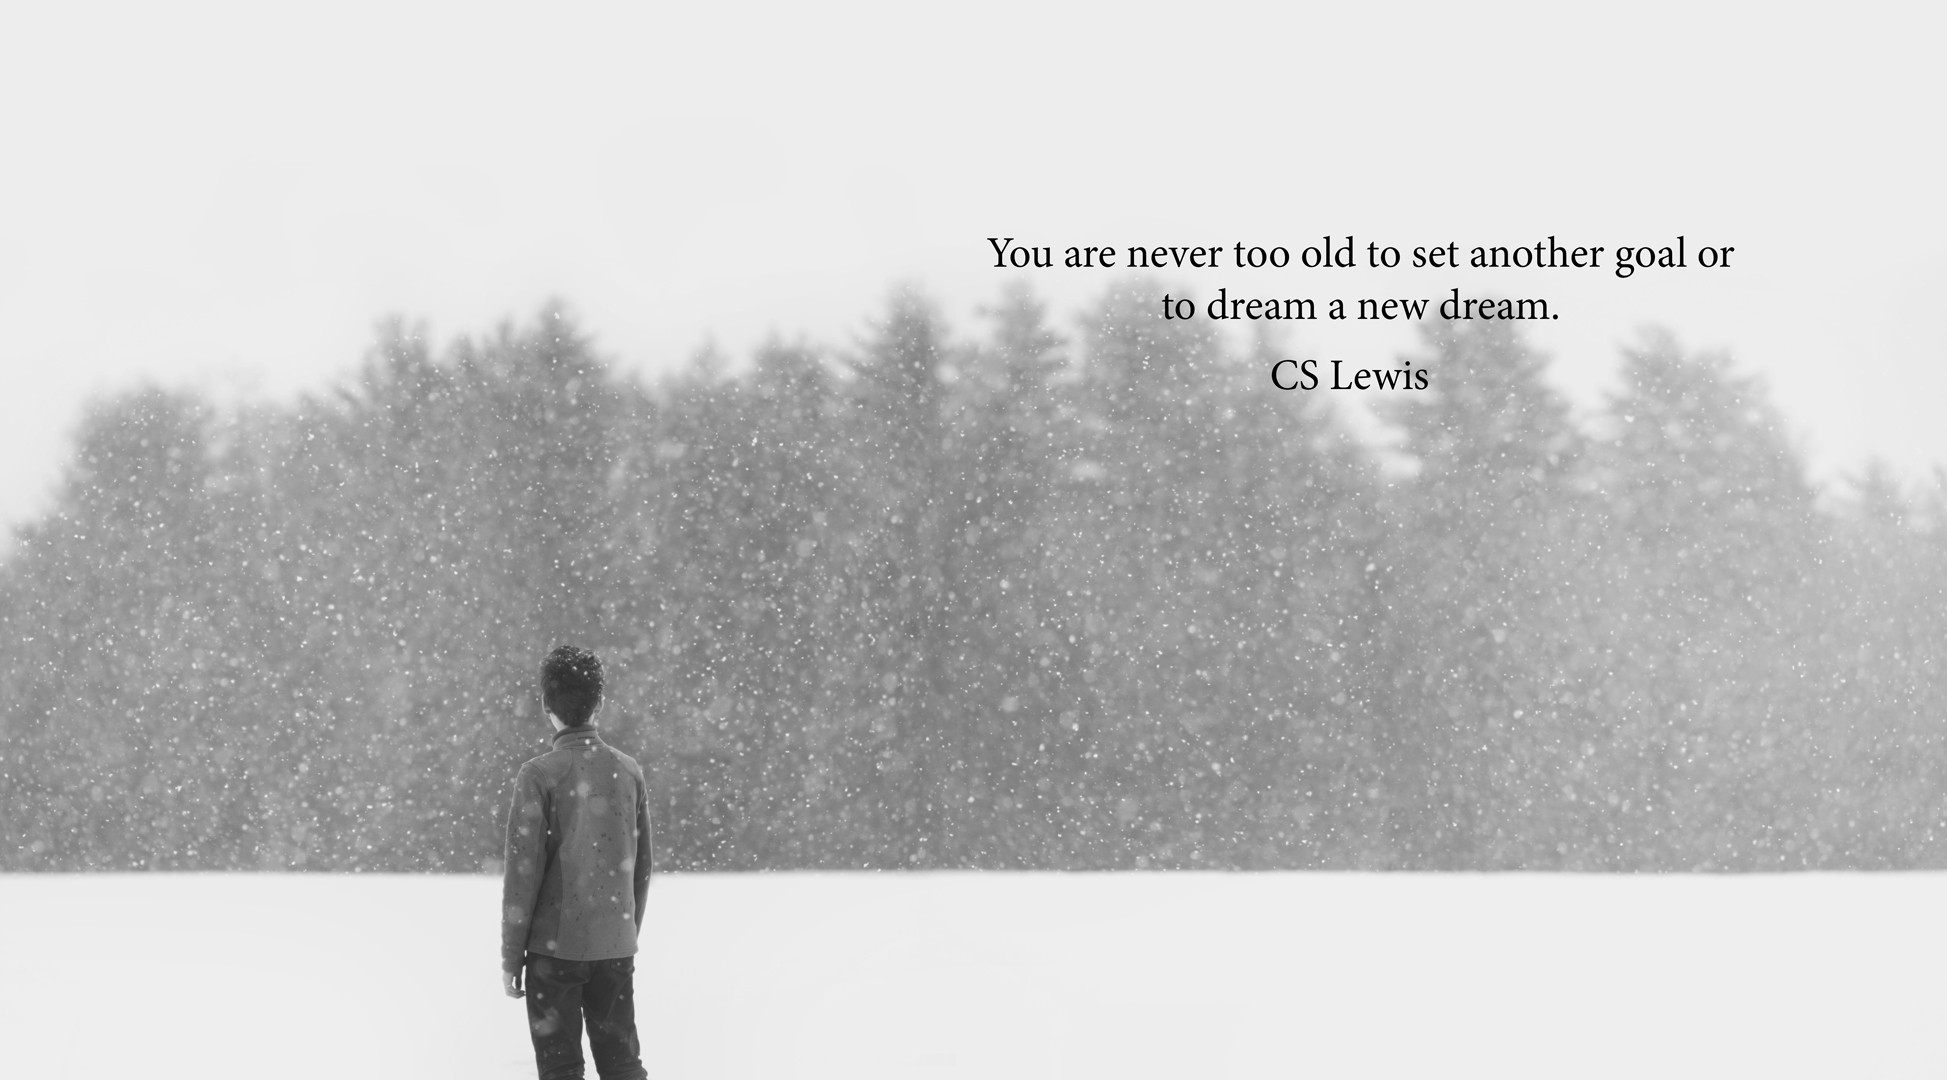 You are never too old to set another goal or
to dream a new dream.
CS Lewis